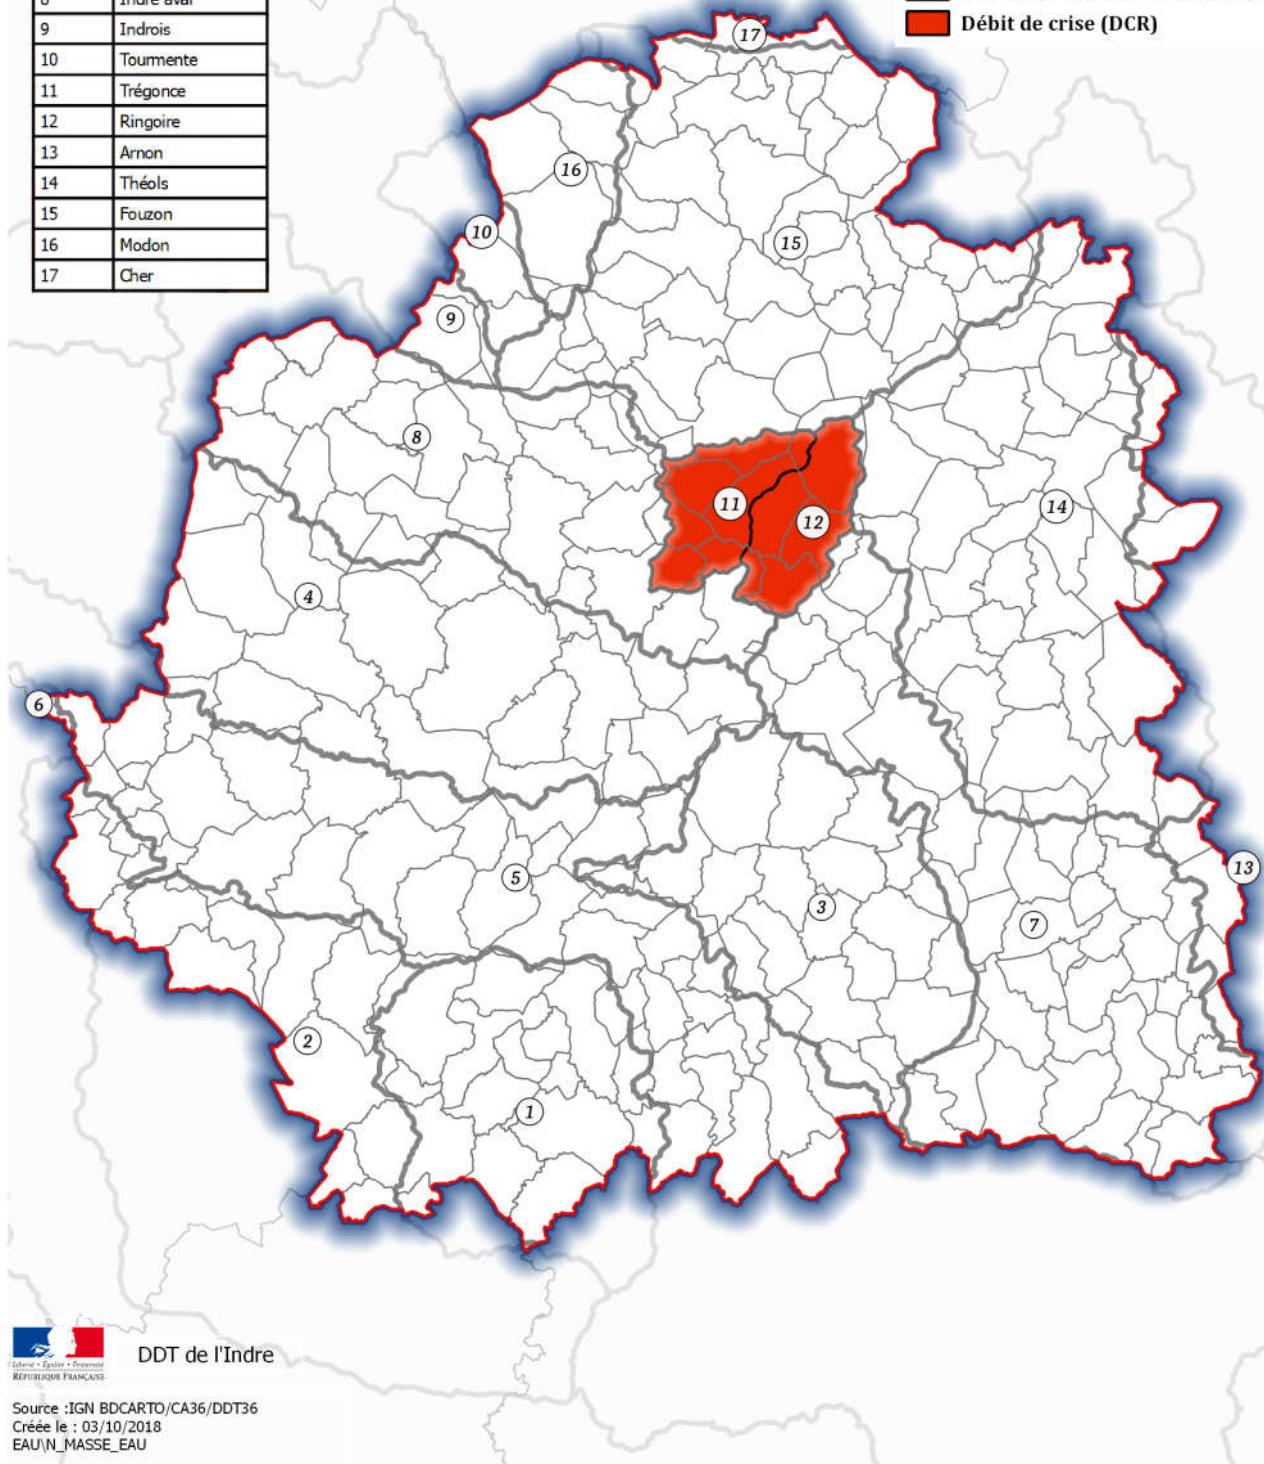 8 Indre aval
9 Indrois
10 Tourmente
11 Trégonce
12 Ringoire
13 Arnon
14 Théols
15 Fouzon
16 Modon
17 Cher
Débit de crise (DCR)
17
16
10
15
9
8
11
12
14
4
6
5
3
13
7
2
1
Liberté • Égalité • Fraternité
RÉPUBLIQUE FRANÇAISE
DDT de l'Indre
Source :IGN BDCARTO/CA36/DDT36
Créée le : 03/10/2018
EAU\N_MASSE_EAU